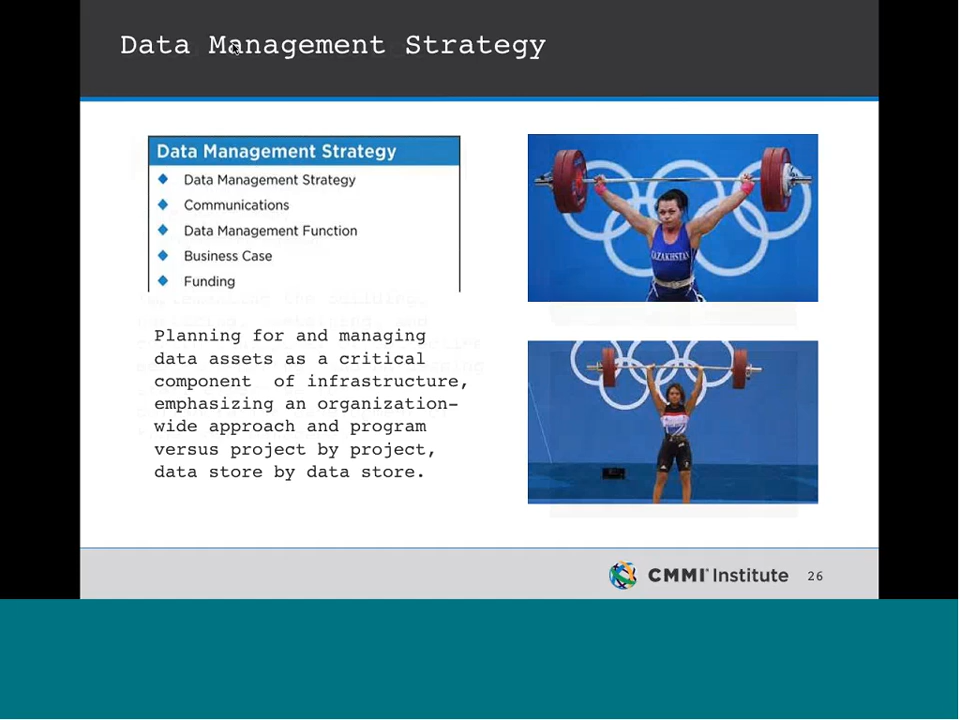 Data Management Strategy
Data Management Strategy
Data Management Strategy
Communications
Data Management Function
Business Case
Funding
Planning for and managing
data assets as a critical
component of infrastructure,
emphasizing an organization-
wide approach and program
versus project by project,
data store by data store.
KAZAKHSTAN
CMMI Institute 26